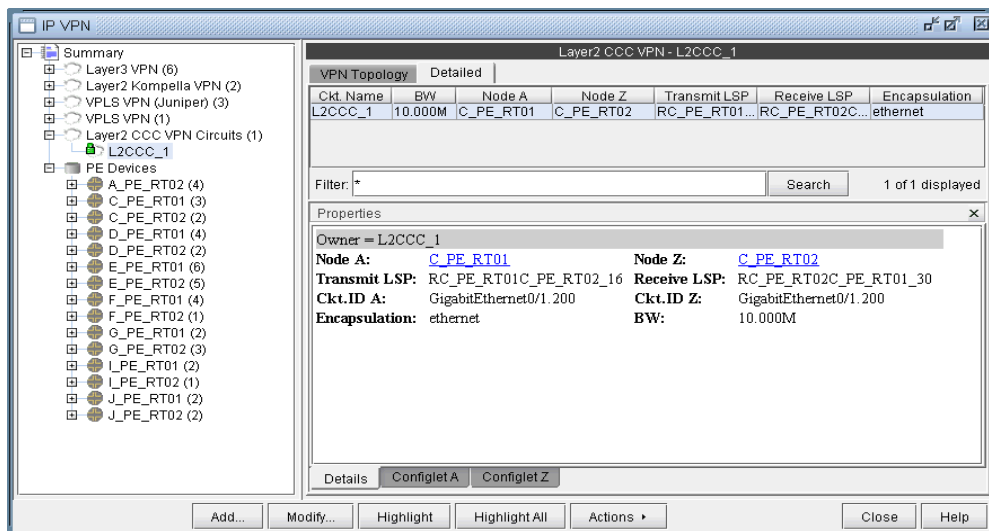 IP VPN
Summary
Layer3 VPN (6)
Layer2 Kompella VPN (2)
VPLS VPN (Juniper) (3)
VPLS VPN (1)
Layer2 CCC VPN Circuits (1)
L2CCC_1
PE Devices
A_PE_RT02 (4)
C_PE_RT01 (3)
C_PE_RT02 (2)
D_PE_RT01 (4)
D_PE_RT02 (2)
E_PE_RT01 (6)
E_PE_RT02 (5)
F_PE_RT01 (4)
F_PE_RT02 (1)
G_PE_RT01 (2)
G_PE_RT02 (3)
I_PE_RT01 (2)
I_PE_RT02 (1)
J_PE_RT01 (2)
J_PE_RT02 (2)
Layer2 CCC VPN - L2CCC_1
VPN Topology Detailed
Ckt. Name BW Node A Node Z Transmit LSP Receive LSP Encapsulation
L2CCC_1 10.000M C_PE_RT01 C_PE_RT02 RC_PE_RT01... RC_PE_RT02C... ethernet
Filter: * Search 1 of 1 displayed
Properties
Owner = L2CCC_1
Node A: C_PE_RT01 Node Z: C_PE_RT02
Transmit LSP: RC_PE_RT01C_PE_RT02_16 Receive LSP: RC_PE_RT02C_PE_RT01_30
Ckt.ID A: GigabitEthernet0/1.200 Ckt.ID Z: GigabitEthernet0/1.200
Encapsulation: ethernet BW: 10.000M
Details Configlet A Configlet Z
Add... Modify... Highlight Highlight All Actions Close Help